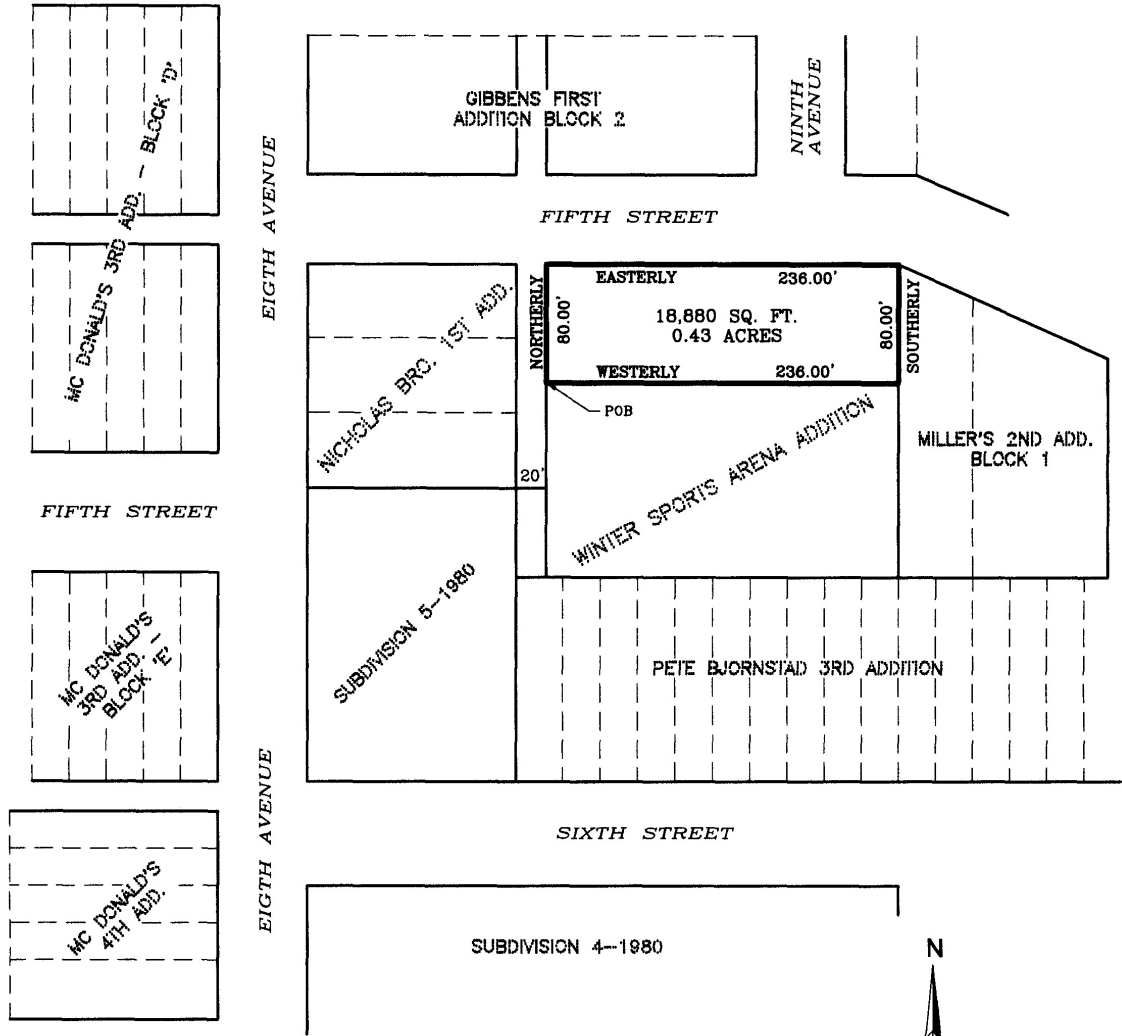 MC DONALD'S 3RD ADD. - BLOCK 'D'
EIGTH AVENUE
GIBBENS FIRST
ADDITION BLOCK 2
NINTH
AVENUE
FIFTH STREET
NICHOLAS BRO. 1ST ADD.
NORTHERLY
80.00'
EASTERLY 236.00'
18,880 SQ. FT.
0.43 ACRES
80.00'
SOUTHERLY
WESTERLY 236.00'
POB
20'
WINTER SPORTS ARENA ADDITION
MILLER'S 2ND ADD.
BLOCK 1
FIFTH STREET
MC DONALD'S
3RD ADD. -
BLOCK 'E'
SUBDIVISION 5--1980
PETE BJORNSTAD 3RD ADDITION
EIGTH AVENUE
SIXTH STREET
MC DONALD'S
4TH ADD.
SUBDIVISION 4--1980
N